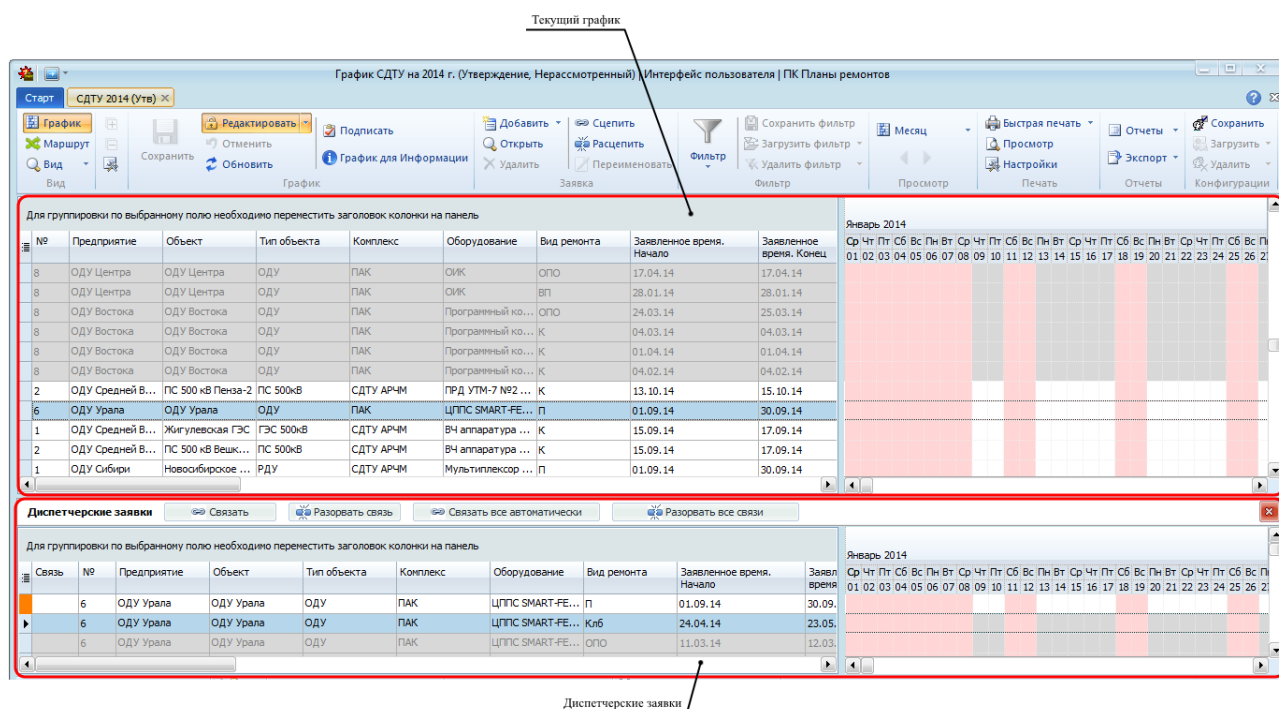 Текущий график
График СДТУ на 2014 г. (Утверждение, Нерассмотренный) | Интерфейс пользователя | ПК Планы ремонтов
Старт СДТУ 2014 (Утв)
График Редактировать Подписать Добавить Сцепить Сохранить фильтр Месяц Быстрая печать Отчеты Сохранить
Маршрут Отменить Открыть Расцепить Загрузить фильтр Просмотр Загрузить
Вид Сохранить Обновить График для Информации Удалить Переименовать Фильтр Удалить фильтр Настройки Экспорт Удалить
Вид График Заявка Фильтр Просмотр Печать Отчеты Конфигурации
Для группировки по выбранному полю необходимо переместить заголовок колонки на панель
Январь 2014
№ Предприятие Объект Тип объекта Комплекс Оборудование Вид ремонта Заявленное время. Начало Заявленное время. Конец
Ср Чт Пт Сб Вс Пн Вт Ср Чт Пт Сб Вс Пн Вт Ср Чт Пт Сб Вс Пн Вт Ср Чт Пт Сб Вс
01 02 03 04 05 06 07 08 09 10 11 12 13 14 15 16 17 18 19 20 21 22 23 24 25 26
8 ОДУ Центра ОДУ Центра ОДУ ПАК ОИК ОПО 17.04.14 17.04.14
8 ОДУ Центра ОДУ Центра ОДУ ПАК ОИК ВП 28.01.14 28.01.14
8 ОДУ Востока ОДУ Востока ОДУ ПАК Программный ко... ОПО 24.03.14 25.03.14
8 ОДУ Востока ОДУ Востока ОДУ ПАК Программный ко... К 04.03.14 04.03.14
8 ОДУ Востока ОДУ Востока ОДУ ПАК Программный ко... К 01.04.14 01.04.14
8 ОДУ Востока ОДУ Востока ОДУ ПАК Программный ко... К 04.02.14 04.02.14
2 ОДУ Средней В... ПС 500 кВ Пенза-2 ПС 500кВ СДТУ АРЧМ ПРД УТМ-7 №2 ... К 13.10.14 15.10.14
6 ОДУ Урала ОДУ Урала ОДУ ПАК ЦППС SMART-FE... П 01.09.14 30.09.14
1 ОДУ Средней В... Жигулевская ГЭС ГЭС 500кВ СДТУ АРЧМ ВЧ аппаратура ... К 15.09.14 17.09.14
2 ОДУ Средней В... ПС 500 кВ Вешк... ПС 500кВ СДТУ АРЧМ ВЧ аппаратура ... К 15.09.14 17.09.14
1 ОДУ Сибири Новосибирское ... РДУ СДТУ АРЧМ Мультиплексор ... П 01.09.14 30.09.14
Диспетчерские заявки Связать Разорвать связь Связать все автоматически Разорвать все связи
Для группировки по выбранному полю необходимо переместить заголовок колонки на панель
Январь 2014
Связь № Предприятие Объект Тип объекта Комплекс Оборудование Вид ремонта Заявленное время. Начало Заявл время
Ср Чт Пт Сб Вс Пн Вт Ср Чт Пт Сб Вс Пн Вт Ср Чт Пт Сб Вс Пн Вт Ср Чт Пт Сб Вс
01 02 03 04 05 06 07 08 09 10 11 12 13 14 15 16 17 18 19 20 21 22 23 24 25 26
6 ОДУ Урала ОДУ Урала ОДУ ПАК ЦППС SMART-FE... П 01.09.14 30.09.
6 ОДУ Урала ОДУ Урала ОДУ ПАК ЦППС SMART-FE... Клб 24.04.14 23.05.
6 ОДУ Урала ОДУ Урала ОДУ ПАК ЦППС SMART-FE... ОПО 11.03.14 12.03.
Диспетчерские заявки